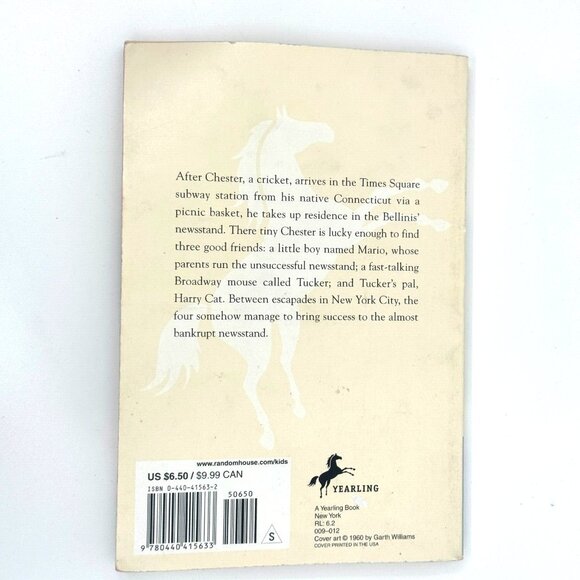 After Chester, a cricket, arrives in the Times Square
subway station from his native Connecticut via a
picnic basket, he takes up residence in the Bellinis'
newsstand. There tiny Chester is lucky enough to find
three good friends: a little boy named Mario, whose
parents run the unsuccessful newsstand; a fast-talking
Broadway mouse called Tucker; and Tucker's pal,
Harry Cat. Between escapades in New York City, the
four somehow manage to bring success to the almost
bankrupt newsstand.
www.randomhouse.com/kids
US $6.50 / $9.99 CAN
ISBN 0-440-41563-2
50650
9 780440 415633
S
YEARLING
A Yearling Book
New York
RL: 6.2
009–012
Cover art © 1960 by Garth Williams
COVER PRINTED IN THE USA